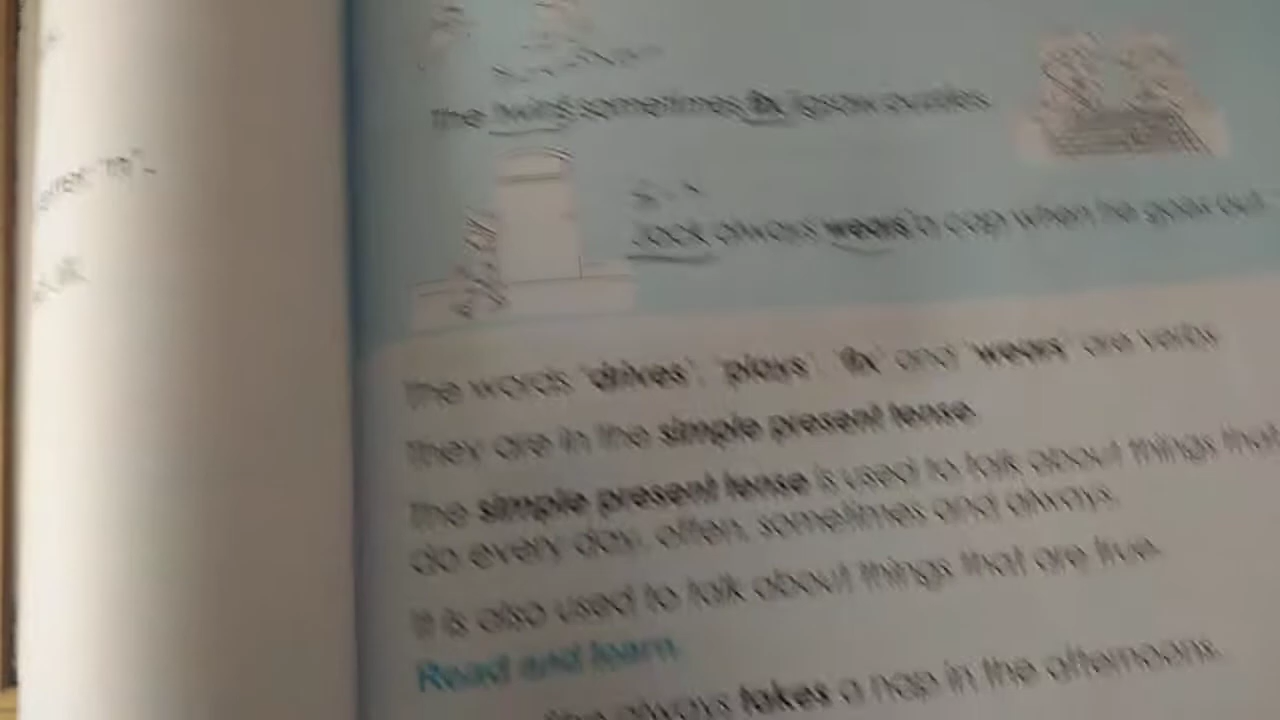 The twins sometimes fix jigsaw puzzles.
Jack always wears a cap when he goes out.
The words 'drives', 'plays', 'fix' and 'wears' are verbs.
They are in the simple present tense.
The simple present tense is used to talk about things that
do every day, often, sometimes and always.
It is also used to talk about things that are true.
Read and learn.
She always takes a nap in the afternoons.